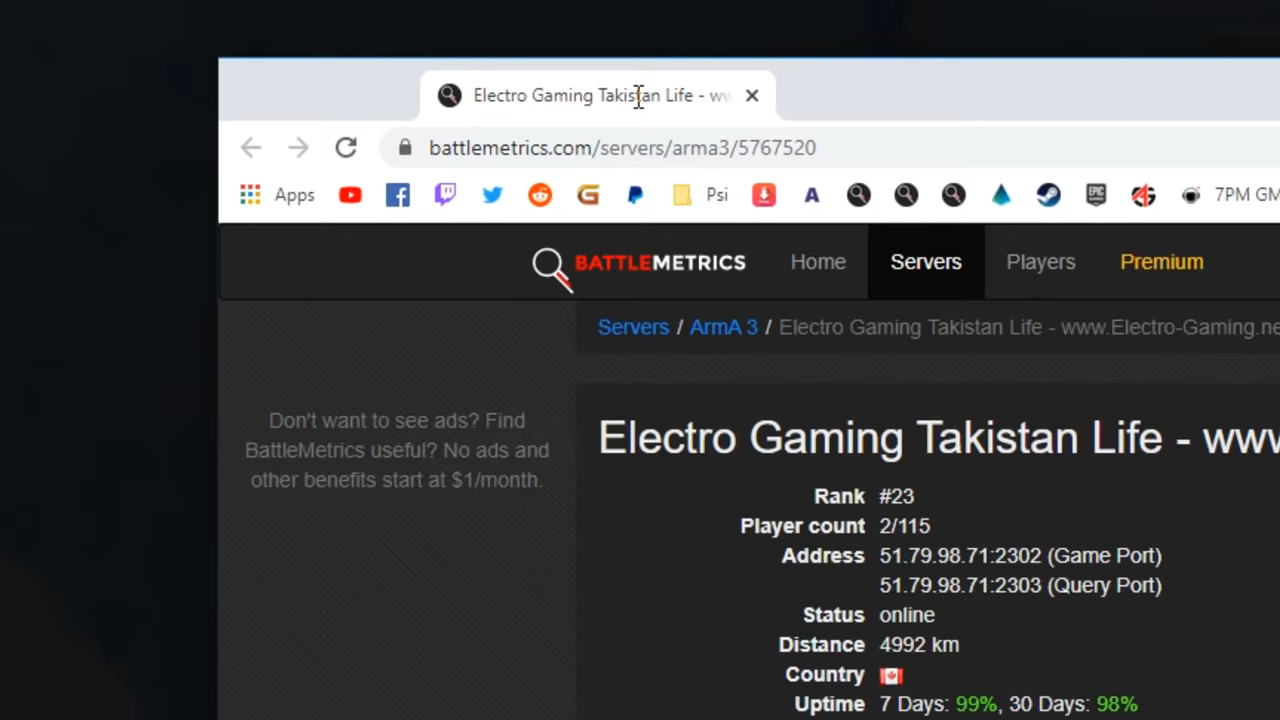 Electro Gaming Takistan Life -
battlemetrics.com/servers/arma3/5767520
Apps
Psi
7PM
BATTLEMETRICS
Home
Servers
Players
Premium
Servers / ArmA 3 / Electro Gaming Takistan Life - www.Electro-Gaming.ne
Don't want to see ads? Find
BattleMetrics useful? No ads and
other benefits start at $1/month.
Electro Gaming Takistan Life - www
Rank #23
Player count 2/115
Address 51.79.98.71:2302 (Game Port)
51.79.98.71:2303 (Query Port)
Status online
Distance 4992 km
Country
Uptime 7 Days: 99%, 30 Days: 98%